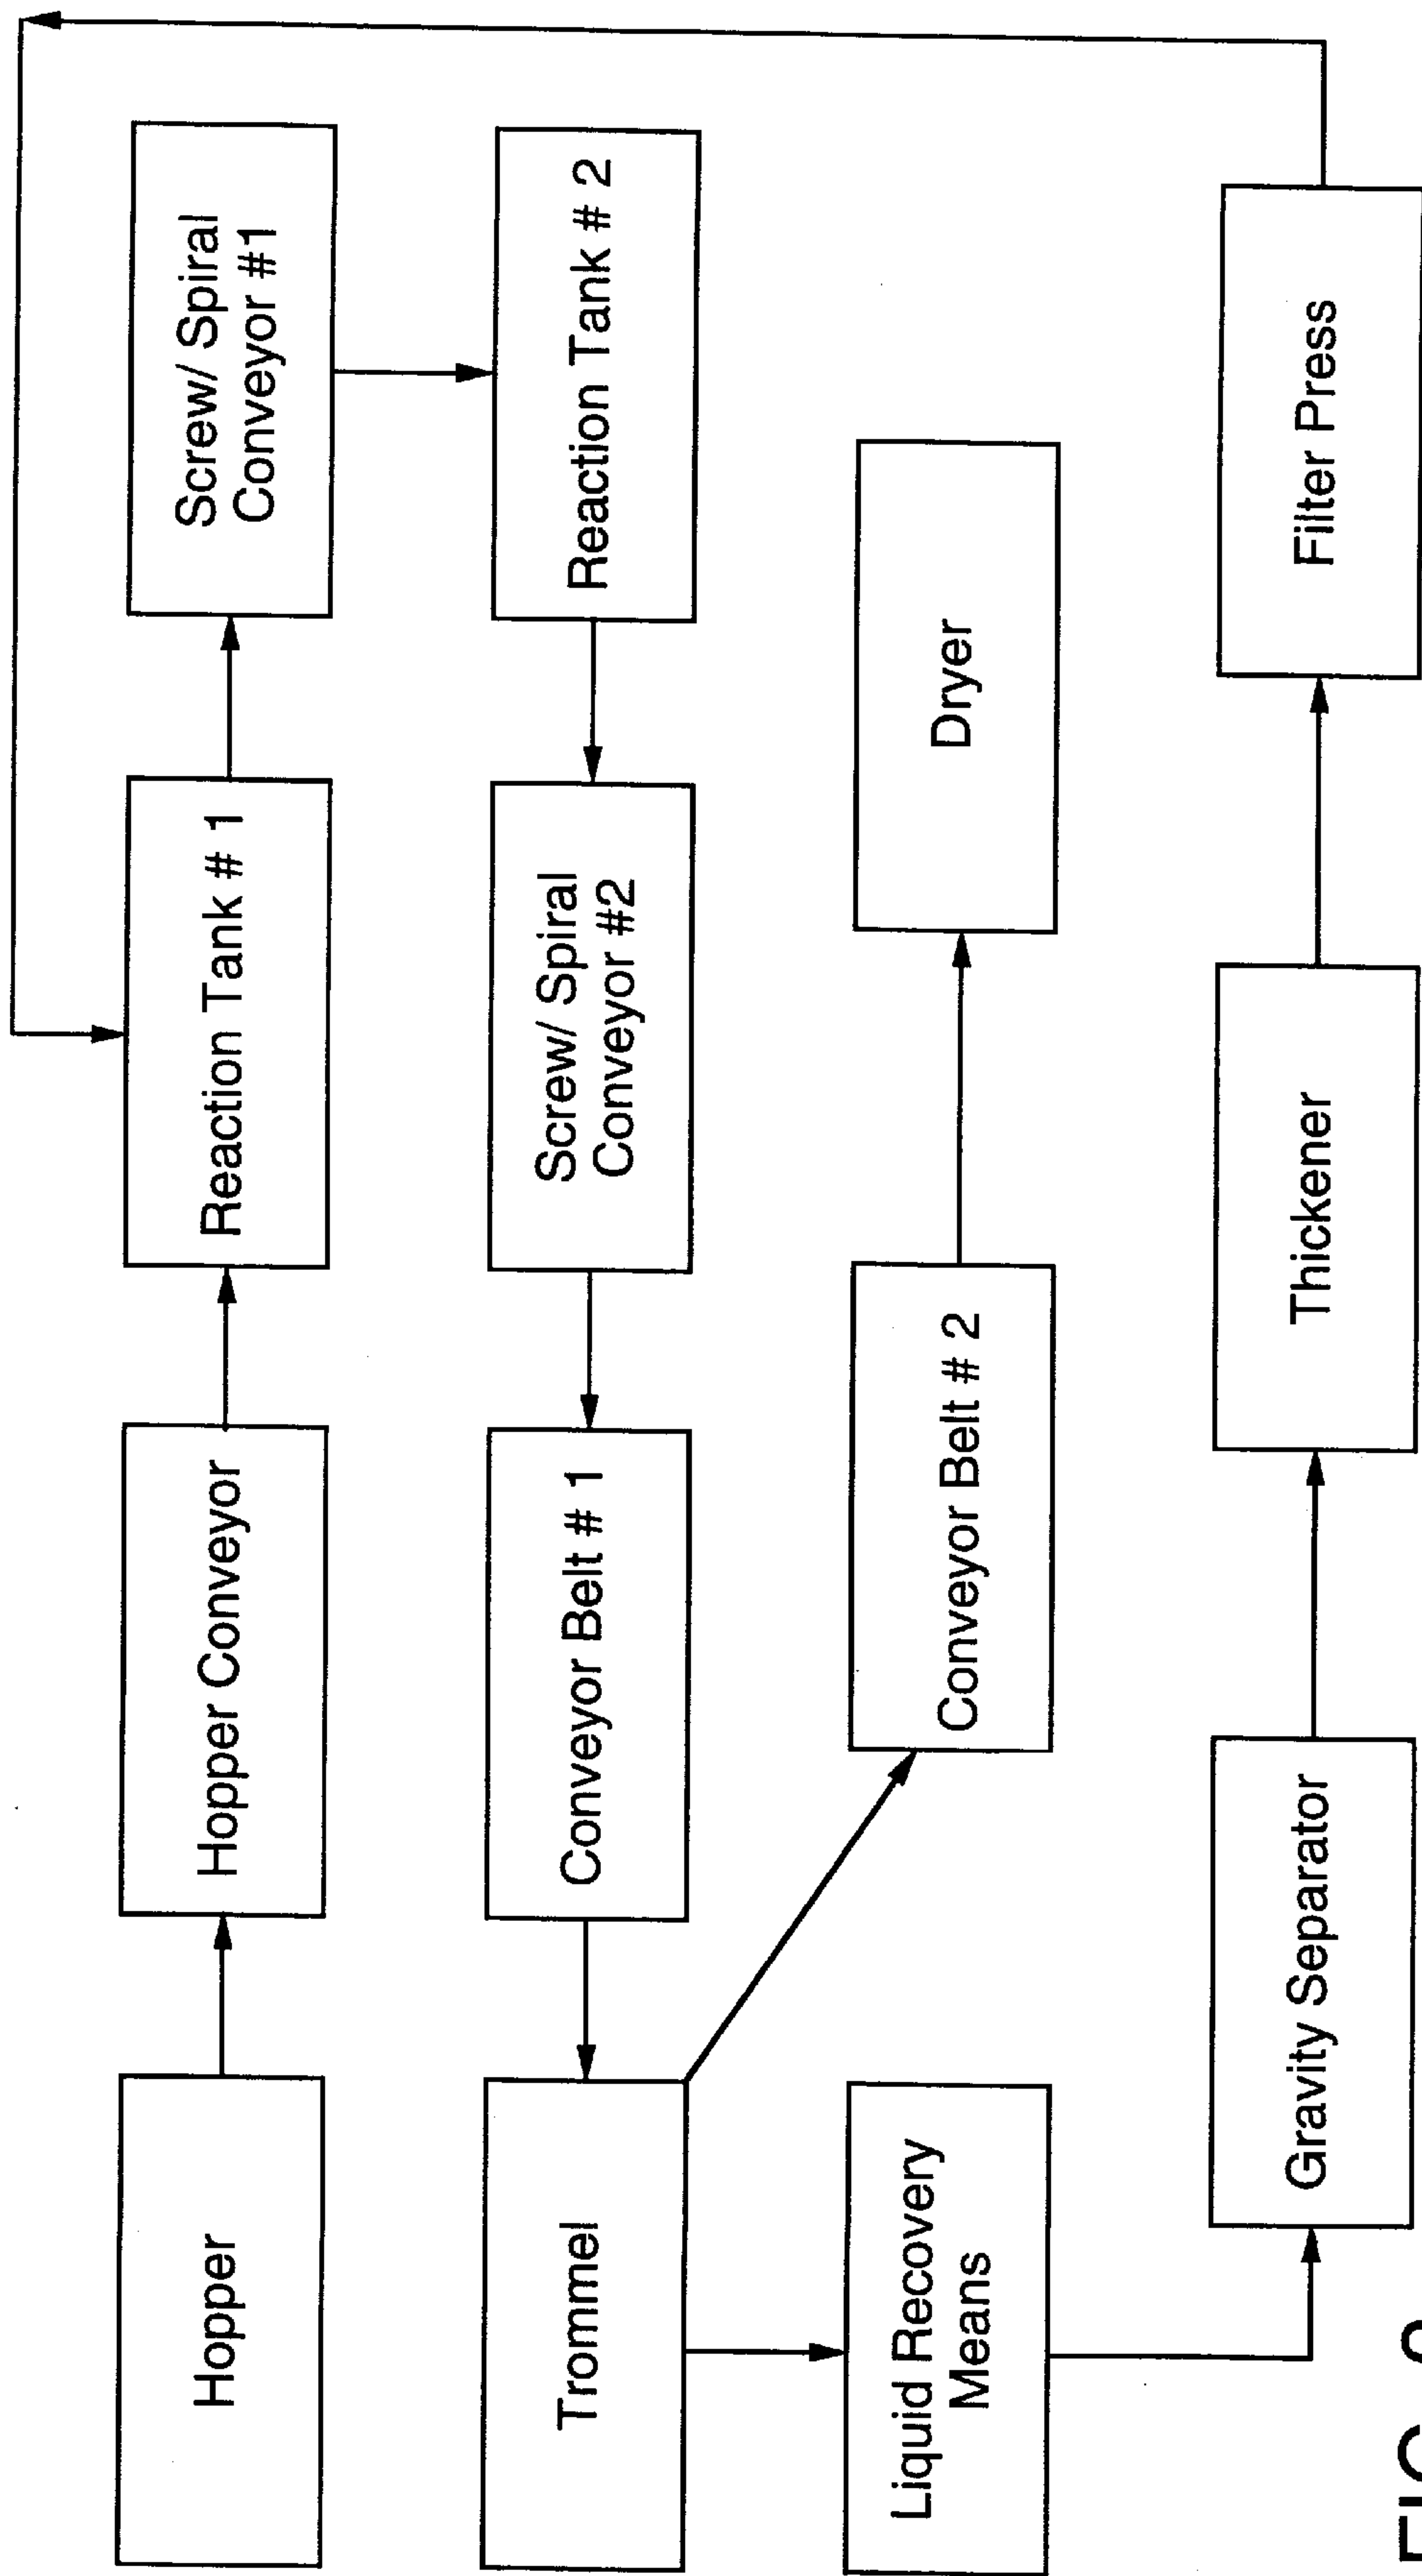 Hopper
Hopper Conveyor
Reaction Tank # 1
Screw/ Spiral
Conveyor #1
Trommel
Conveyor Belt # 1
Screw/ Spiral
Conveyor #2
Reaction Tank # 2
Liquid Recovery
Means
Conveyor Belt # 2
Dryer
Gravity Separator
Thickener
Filter Press